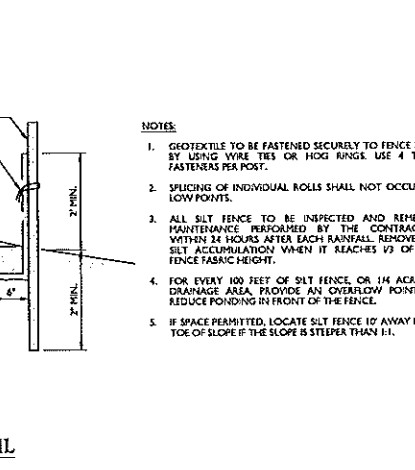 NOTES:
1. GEOTEXTILE TO BE FASTENED SECURELY TO FENCE
BY USING WIRE TIES OR HOG RINGS. USE 4
FASTENERS PER POST.
2. SPLICING OF INDIVIDUAL ROLLS SHALL NOT OCCU
LOW POINTS.
3. ALL SILT FENCE TO BE INSPECTED AND REME
MAINTENANCE PERFORMED BY THE CONTRAC
WITHIN 24 HOURS AFTER EACH RAINFALL. REMOVE
SILT ACCUMULATION WHEN IT REACHES 1/3 OF
FENCE FABRIC HEIGHT.
4. FOR EVERY 100 FEET OF SILT FENCE, OR 1/4 ACR
DRAINAGE AREA, PROVIDE AN OVERFLOW POINT
REDUCE PONDING IN FRONT OF THE FENCE.
5. IF SPACE PERMITTED, LOCATE SILT FENCE 10' AWAY
TOE OF SLOPE IF THE SLOPE IS STEEPER THAN 1:1.
2' MIN.
2' MIN.
6"
IL